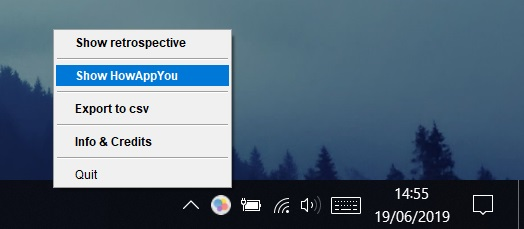 Show retrospective
Show HowAppYou
Export to csv
Info & Credits
Quit
14:55
19/06/2019